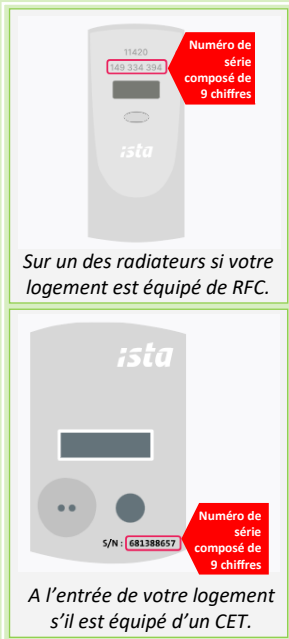 11420
149 334 394
Numéro de
série
composé de
9 chiffres
ista
Sur un des radiateurs si votre
logement est équipé de RFC.
ista
S/N : 681388657
Numéro de
série
composé de
9 chiffres
A l’entrée de votre logement
s’il est équipé d’un CET.